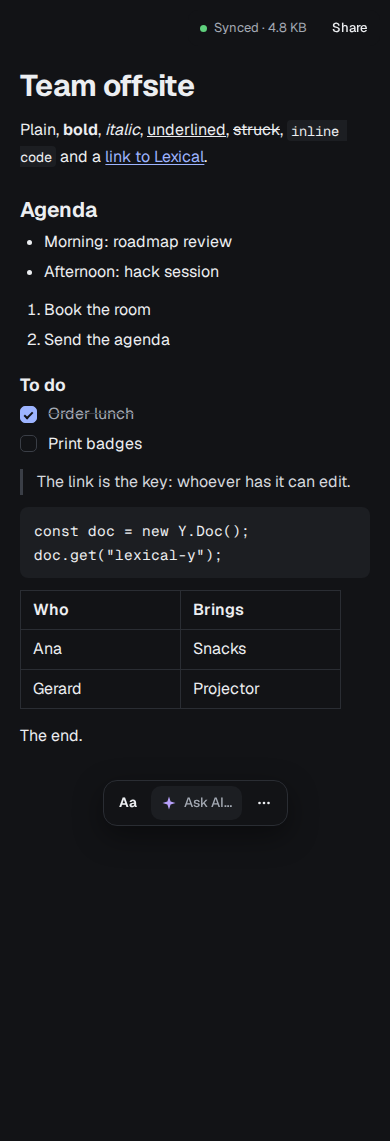 Synced · 4.8 KB Share
Team offsite
Plain, bold, italic, underlined, struck, inline
code and a link to Lexical.
Agenda
• Morning: roadmap review
• Afternoon: hack session
1. Book the room
2. Send the agenda
To do
Order lunch
Print badges
The link is the key: whoever has it can edit.
const doc = new Y.Doc();
doc.get("lexical-y");
Who Brings
Ana Snacks
Gerard Projector
The end.
Aa Ask AI... ···